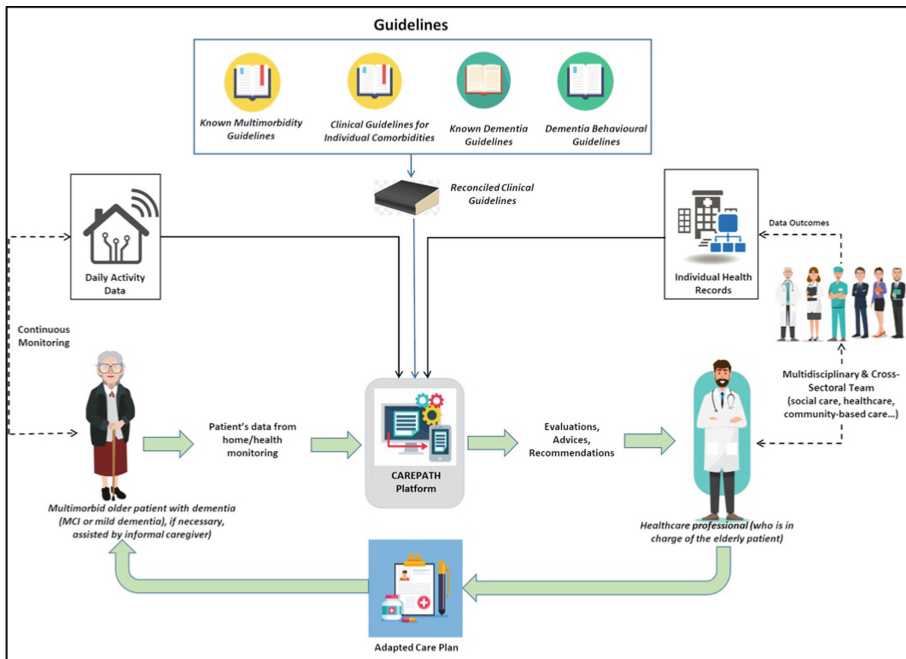 Guidelines
Known Multimorbidity
Guidelines
Clinical Guidelines for
Individual Comorbidities
Known Dementia
Guidelines
Dementia Behavioural
Guidelines
Reconciled Clinical
Guidelines
Daily Activity
Data
Individual Health
Records
Data Outcomes
Continuous
Monitoring
Multidisciplinary & Cross-
Sectoral Team
(social care, healthcare,
community-based care...)
Patient's data from
home/health
monitoring
CAREPATH
Platform
Evaluations,
Advices,
Recommendations
Multimorbid older patient with dementia
(MCI or mild dementia), if necessary,
assisted by informal caregiver)
Healthcare professional (who is in
charge of the elderly patient)
Adapted Care Plan